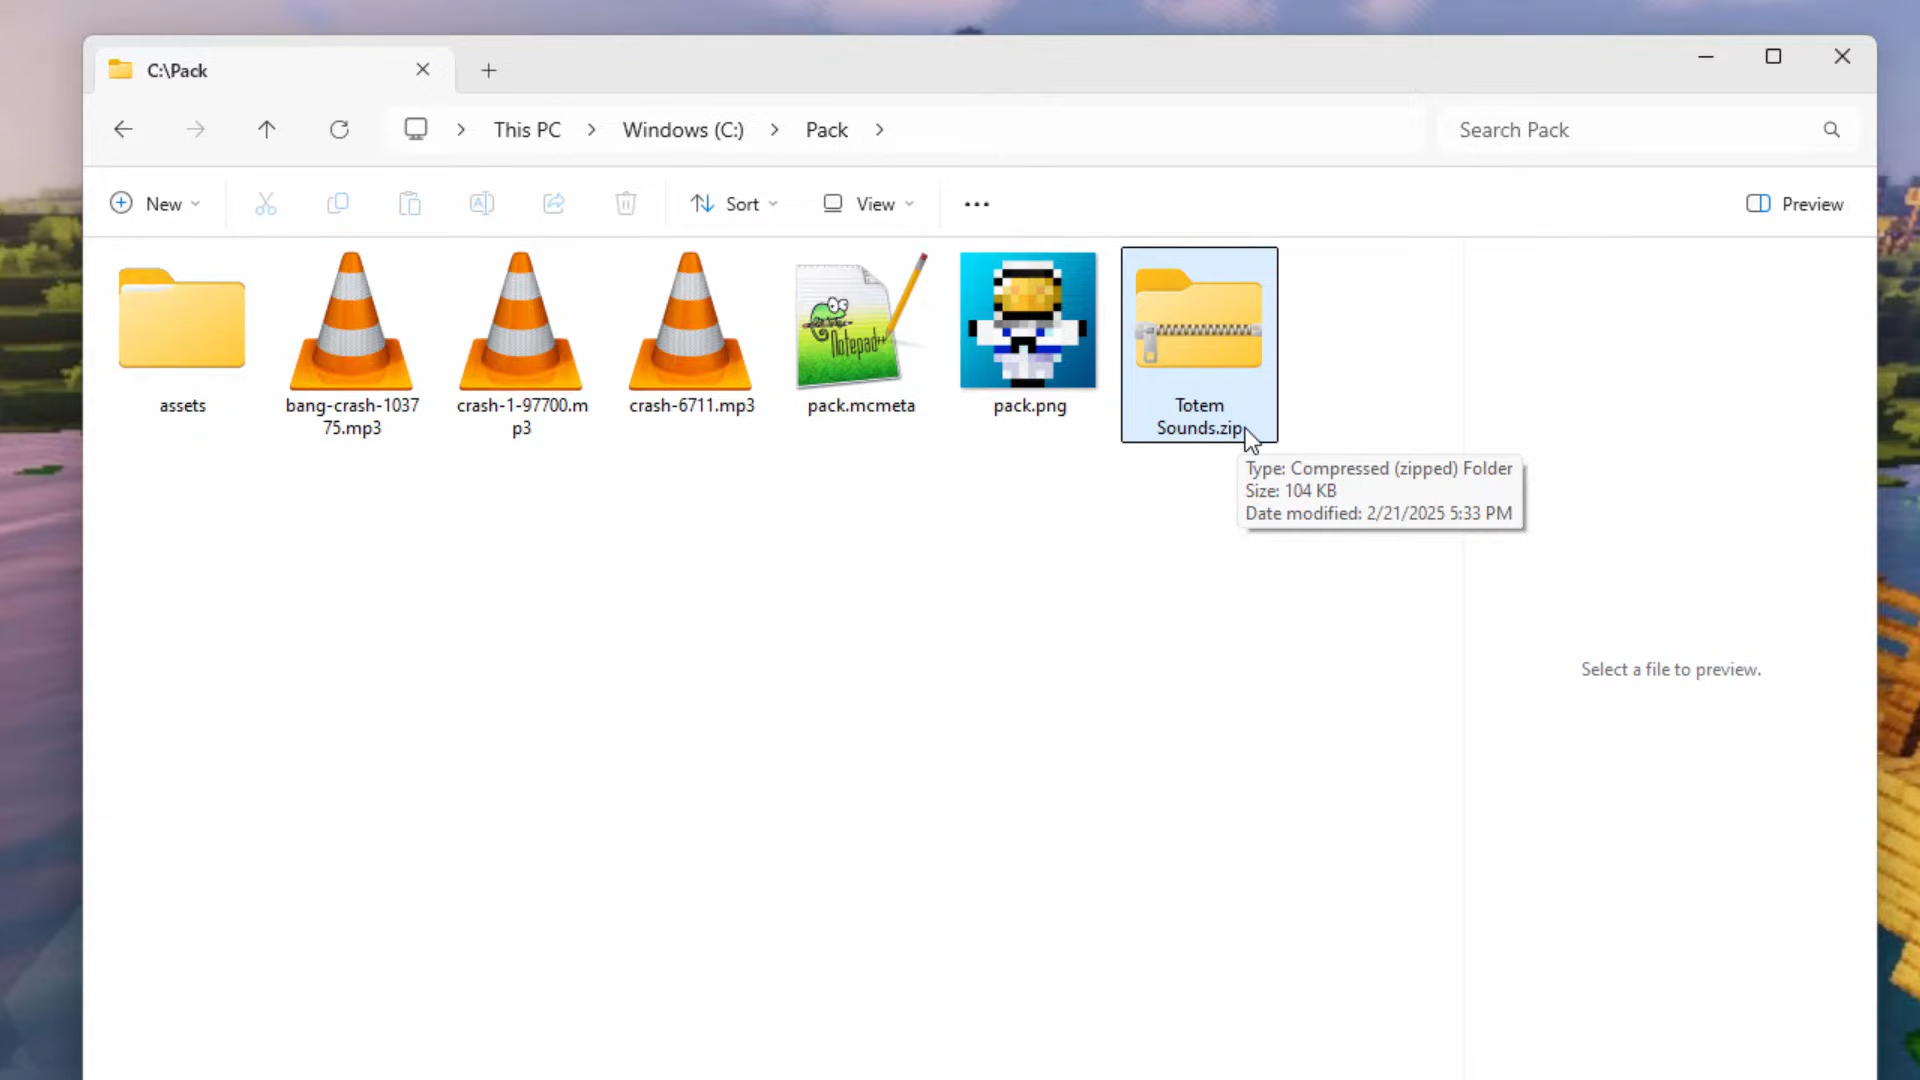 C:\Pack
This PC
Windows (C:)
Pack
Search Pack
New
Sort
View
Preview
assets
bang-crash-1037
75.mp3
crash-1-97700.m
p3
crash-6711.mp3
Notepad++
pack.mcmeta
pack.png
Totem
Sounds.zip
Type: Compressed (zipped) Folder
Size: 104 KB
Date modified: 2/21/2025 5:33 PM
Select a file to preview.